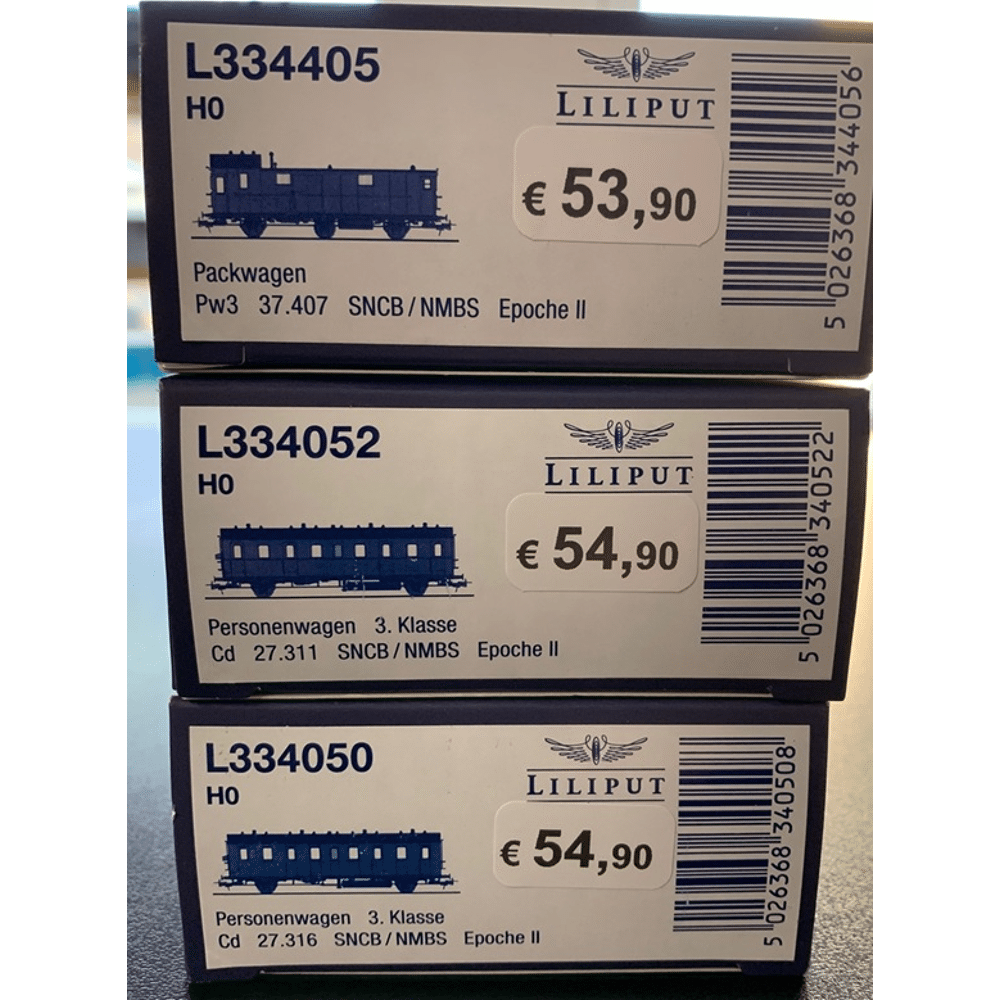 L334405
H0
LILIPUT
€ 53,90
Packwagen
Pw3 37.407 SNCB / NMBS Epoche II
5 026368 344056
L334052
H0
LILIPUT
€ 54,90
Personenwagen 3. Klasse
Cd 27.311 SNCB / NMBS Epoche II
5 026368 340522
L334050
H0
LILIPUT
€ 54,90
Personenwagen 3. Klasse
Cd 27.316 SNCB / NMBS Epoche II
5 026368 340508